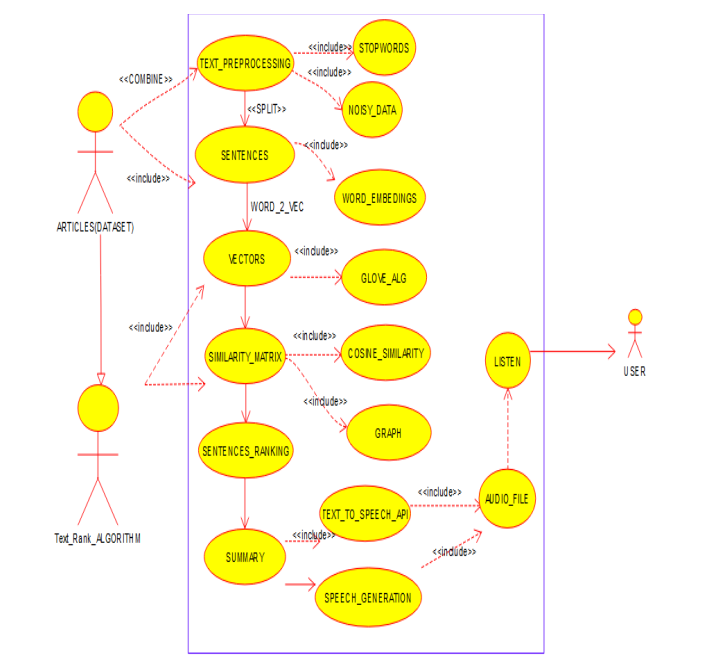 <<include>>
STOPWORDS
TEXT_PREPROCESSING
<<include>>
<<COMBINE>>
<<SPLIT>>
NOISY_DATA
<<include>>
SENTENCES
<<include>>
WORD_EMBEDINGS
WORD_2_VEC
ARTICLES(DATASET)
<<include>>
VECTORS
GLOVE_ALG
<<include>>
<<include>>
SIMILARITY_MATRIX
COSINE_SIMILARITY
LISTEN
USER
<<include>>
GRAPH
SENTENCES_RANKING
<<include>>
AUDIO_FILE
TEXT_TO_SPEECH_API
Text_Rank_ALGORITHM
<<include>>
SUMMARY
<<include>>
SPEECH_GENERATION